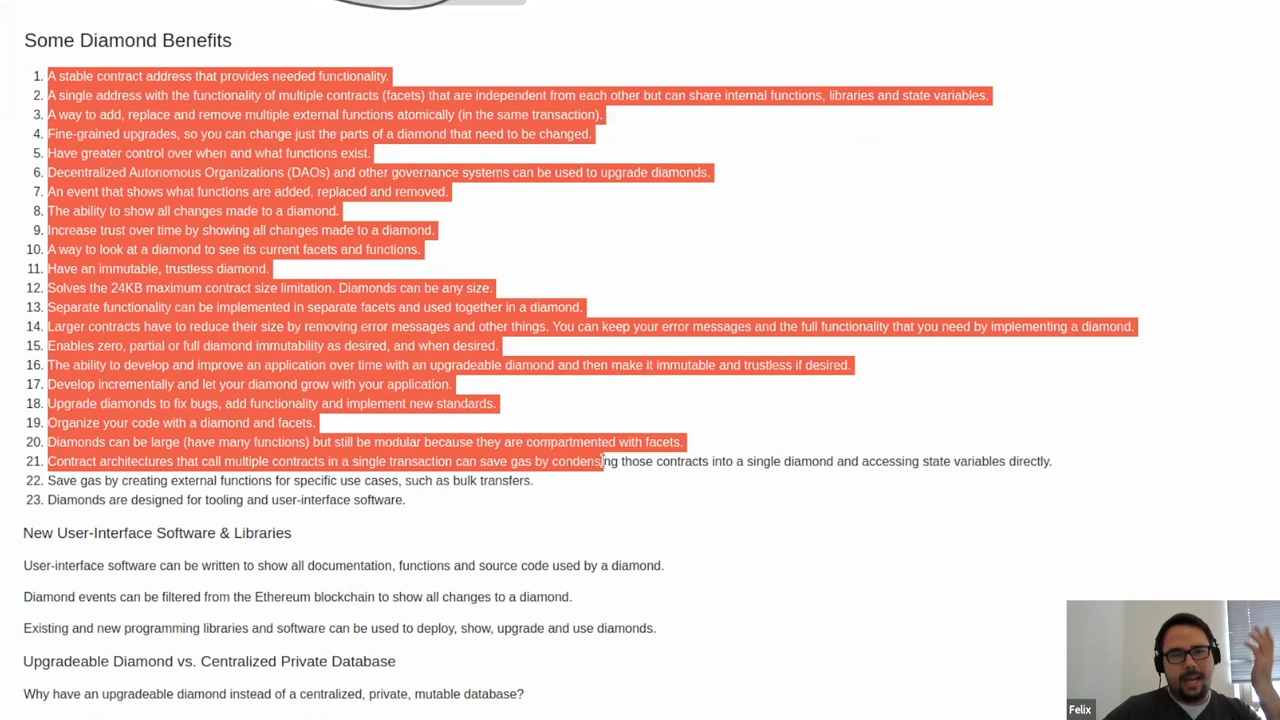 Some Diamond Benefits
1. A stable contract address that provides needed functionality.
2. A single address with the functionality of multiple contracts (facets) that are independent from each other but can share internal functions, libraries and state variables.
3. A way to add, replace and remove multiple external functions atomically (in the same transaction).
4. Fine-grained upgrades, so you can change just the parts of a diamond that need to be changed.
5. Have greater control over when and what functions exist.
6. Decentralized Autonomous Organizations (DAOs) and other governance systems can be used to upgrade diamonds.
7. An event that shows what functions are added, replaced and removed.
8. The ability to show all changes made to a diamond.
9. Increase trust over time by showing all changes made to a diamond.
10. A way to look at a diamond to see its current facets and functions.
11. Have an immutable, trustless diamond.
12. Solves the 24KB maximum contract size limitation. Diamonds can be any size.
13. Separate functionality can be implemented in separate facets and used together in a diamond.
14. Larger contracts have to reduce their size by removing error messages and other things. You can keep your error messages and the full functionality that you need by implementing a diamond.
15. Enables zero, partial or full diamond immutability as desired, and when desired.
16. The ability to develop and improve an application over time with an upgradeable diamond and then make it immutable and trustless if desired.
17. Develop incrementally and let your diamond grow with your application.
18. Upgrade diamonds to fix bugs, add functionality and implement new standards.
19. Organize your code with a diamond and facets.
20. Diamonds can be large (have many functions) but still be modular because they are compartmented with facets.
21. Contract architectures that call multiple contracts in a single transaction can save gas by condensing those contracts into a single diamond and accessing state variables directly.
22. Save gas by creating external functions for specific use cases, such as bulk transfers.
23. Diamonds are designed for tooling and user-interface software.
New User-Interface Software & Libraries
User-interface software can be written to show all documentation, functions and source code used by a diamond.
Diamond events can be filtered from the Ethereum blockchain to show all changes to a diamond.
Existing and new programming libraries and software can be used to deploy, show, upgrade and use diamonds.
Upgradeable Diamond vs. Centralized Private Database
Why have an upgradeable diamond instead of a centralized, private, mutable database?
Felix